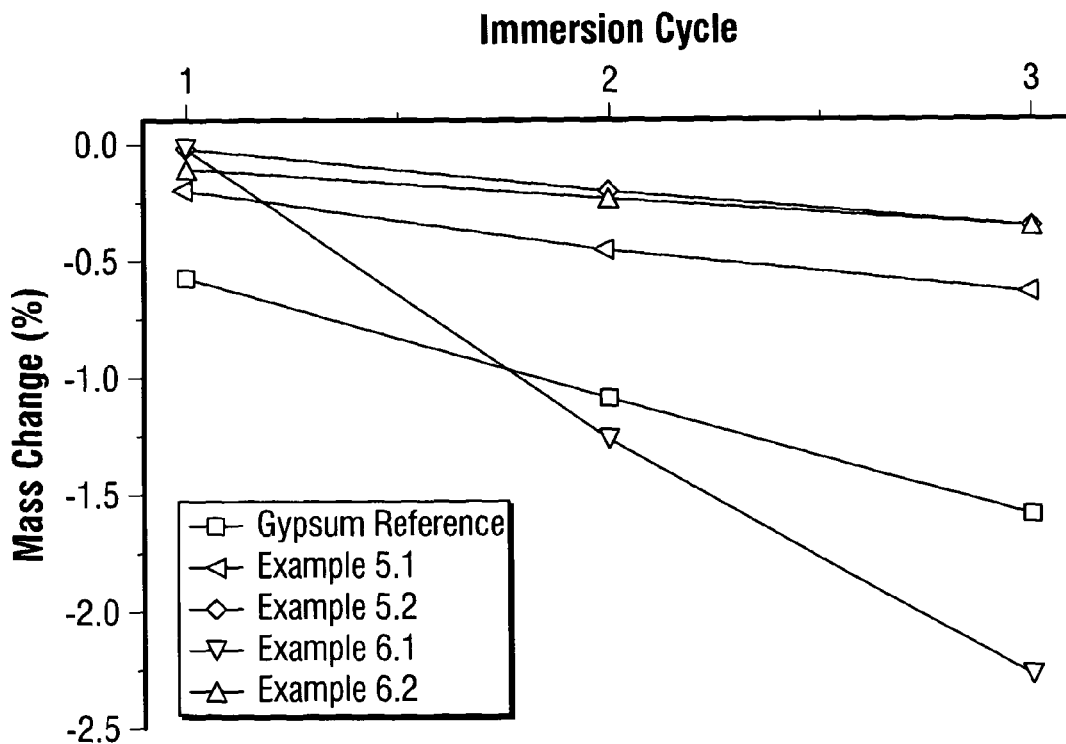 Immersion Cycle
1 2 3
Mass Change (%)
0.0
-0.5
-1.0
-1.5
-2.0
-2.5
Gypsum Reference
Example 5.1
Example 5.2
Example 6.1
Example 6.2